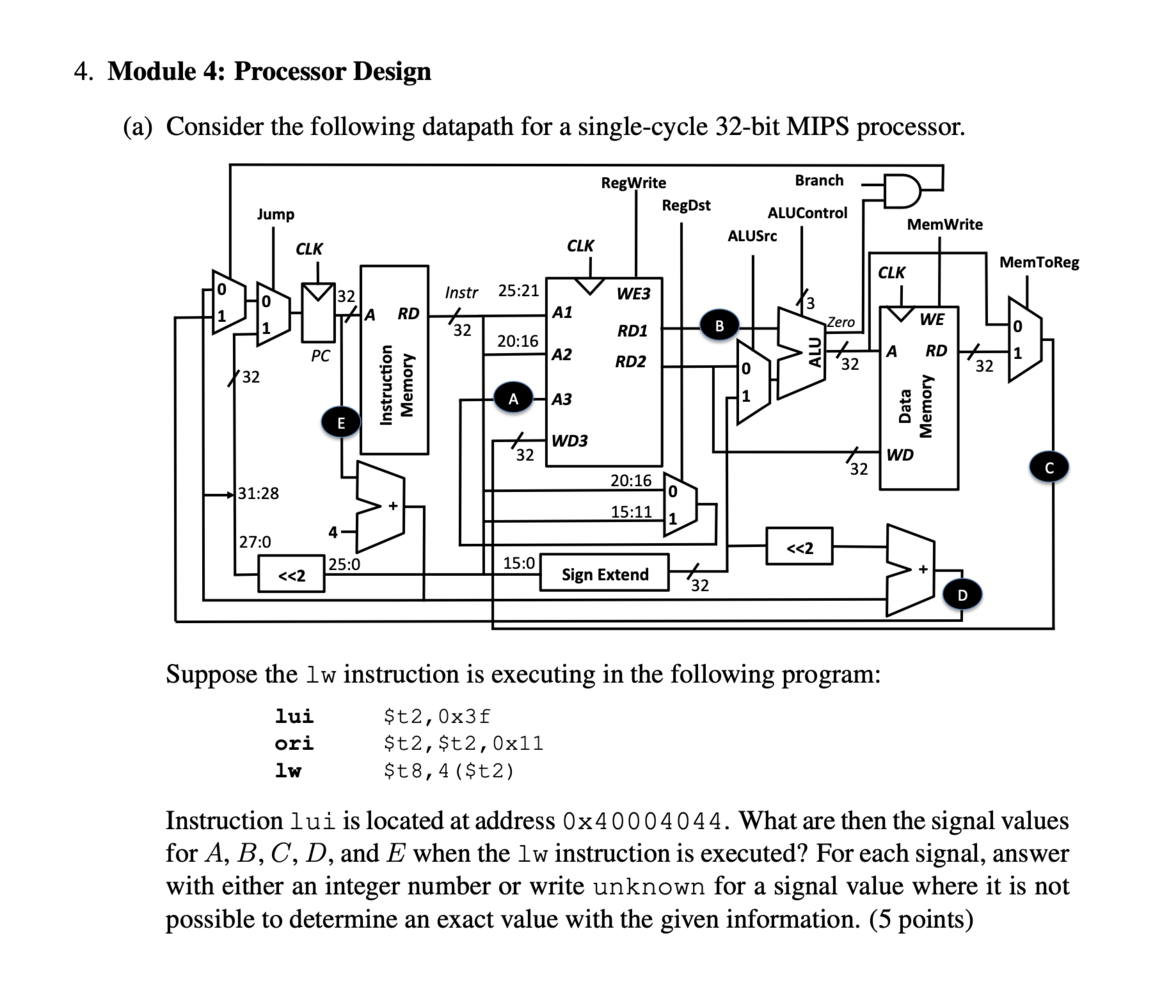 4. Module 4: Processor Design
(a) Consider the following datapath for a single-cycle 32-bit MIPS processor.
RegWrite
Branch
RegDst
Jump
ALUControl
MemWrite
ALUSrc
CLK
CLK
CLK
MemToReg
0
1
0
1
32
A
RD
Instr
32
25:21
A1
WE3
B
3
Zero
WE
0
1
PC
20:16
A2
RD1
RD2
0
1
ALU
32
A
RD
32
32
Instruction
Memory
A
A3
Data
Memory
E
32
WD3
32
WD
C
20:16
0
31:28
+
15:11
1
4
27:0
<<2
25:0
15:0
Sign Extend
32
<<2
+
D
Suppose the lw instruction is executing in the following program:
lui $t2,0x3f
ori $t2,$t2,0x11
lw $t8,4($t2)
Instruction lui is located at address 0x40004044. What are then the signal values
for A, B, C, D, and E when the lw instruction is executed? For each signal, answer
with either an integer number or write unknown for a signal value where it is not
possible to determine an exact value with the given information. (5 points)